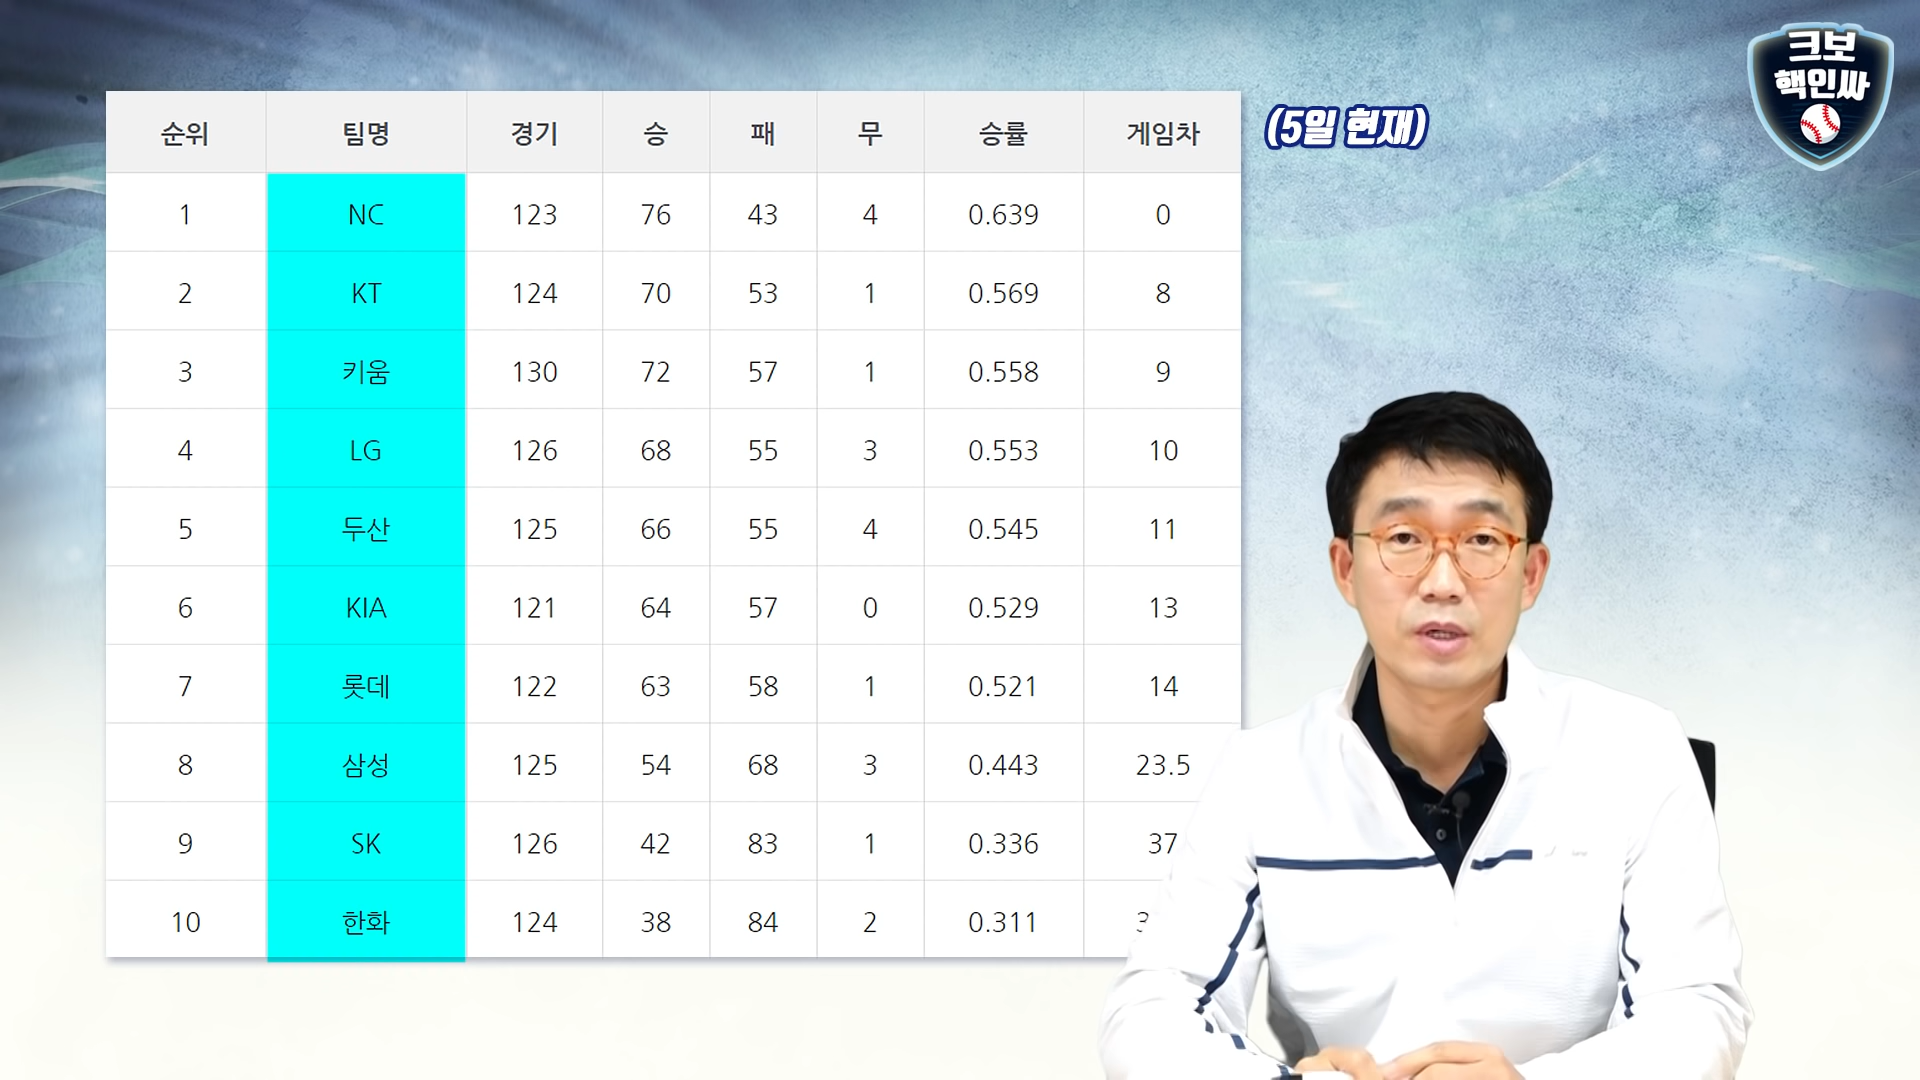 크보
핵인싸
(5일 현재)
순위 팀명 경기 승 패 무 승률 게임차
1 NC 123 76 43 4 0.639 0
2 KT 124 70 53 1 0.569 8
3 키움 130 72 57 1 0.558 9
4 LG 126 68 55 3 0.553 10
5 두산 125 66 55 4 0.545 11
6 KIA 121 64 57 0 0.529 13
7 롯데 122 63 58 1 0.521 14
8 삼성 125 54 68 3 0.443 23.5
9 SK 126 42 83 1 0.336 37
10 한화 124 38 84 2 0.311